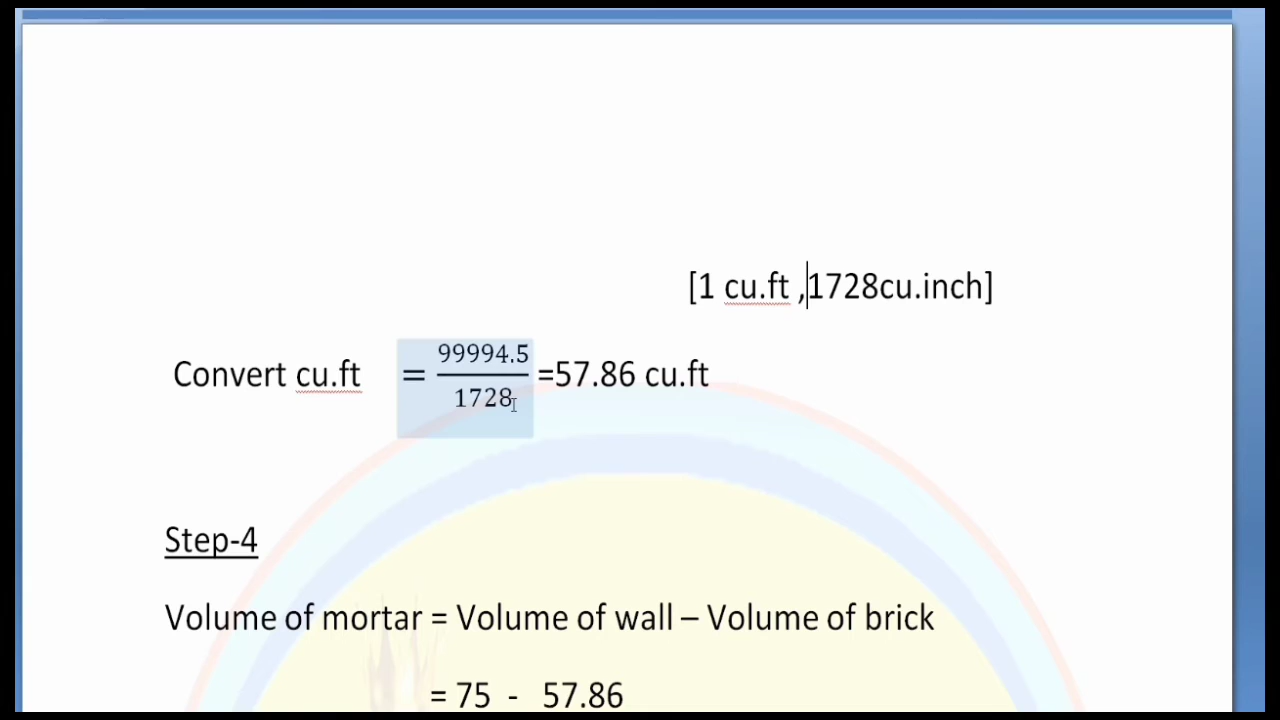 [1 cu.ft ,1728cu.inch]
Convert cu.ft = 99994.5/1728 =57.86 cu.ft
Step-4
Volume of mortar = Volume of wall – Volume of brick
= 75 - 57.86